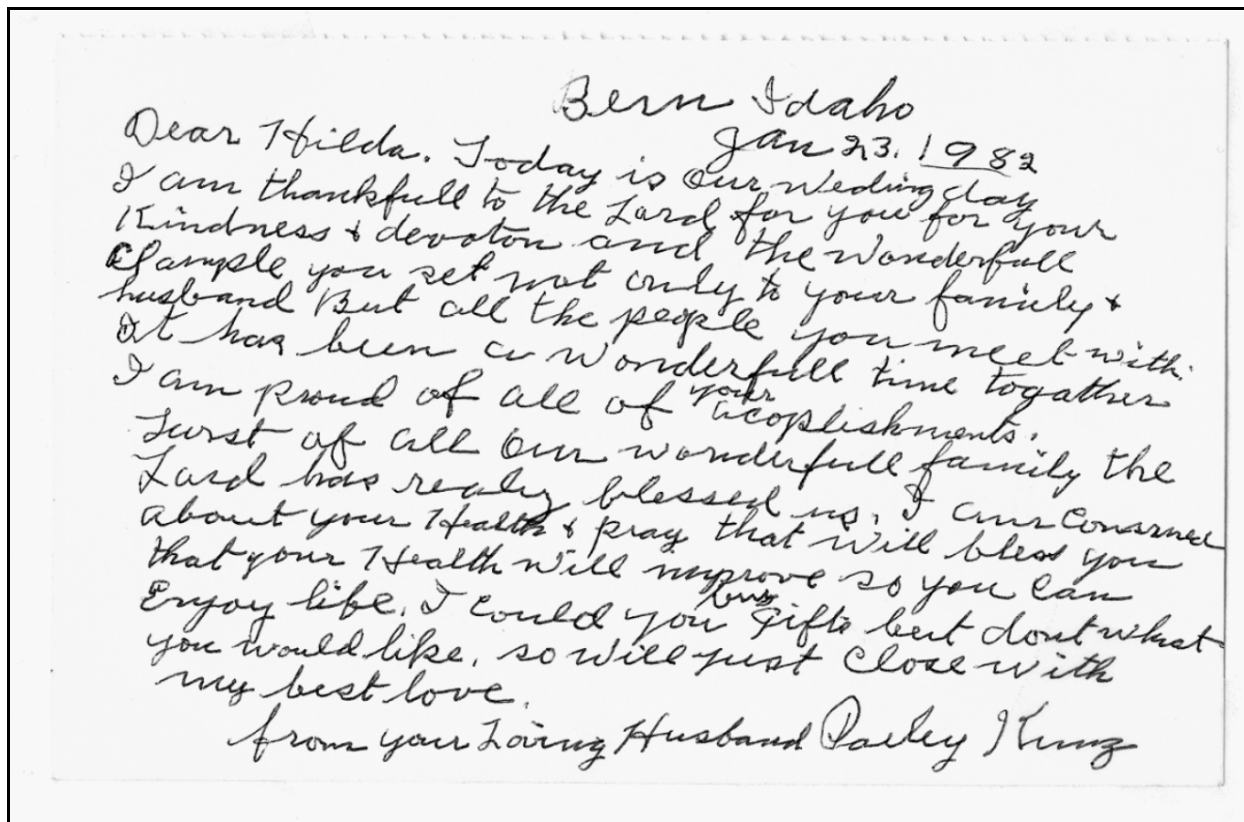 Bern Idaho
Jan 23. 1982
Dear Hilda. Today is Our Weding day
I am thankfull to the Lord for you for your
Kindness & devoton and the Wonderfull
Example you set not only to your family &
husband But all the people you meet with.
It has been a Wonderfull time togather
I am proud of all of your acoplishments.
Furst of all Our wonderfull family the
Lord has realey blessed us. I am Consrned
about your Health & pray that Will bless you
that your Health Will improve so you Can
Enjoy life. I Could you buy Gifts but dont what
you would like. so Will just Close With
my best love.
from your Loving Husband Parley Kunz